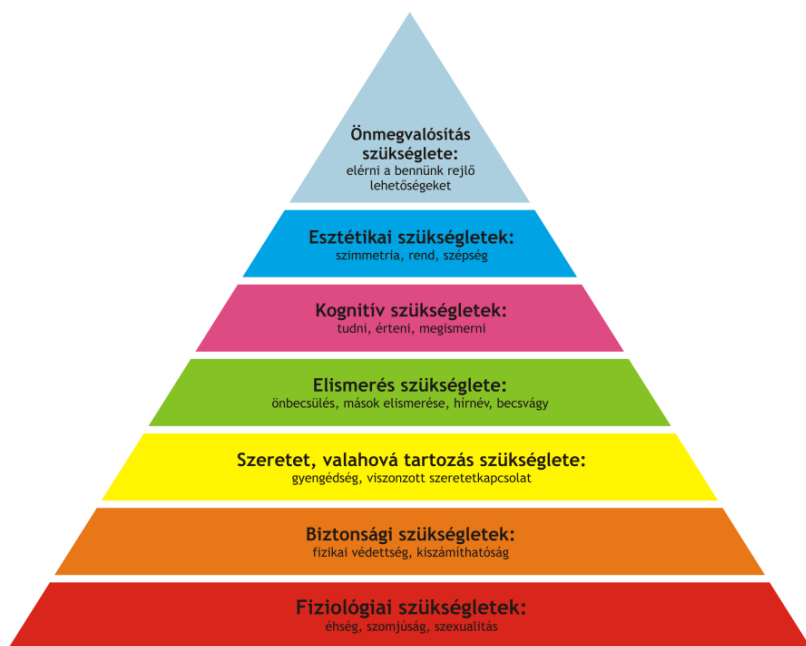 Önmegvalósítás
szükséglete:
elérni a bennünk rejlő
lehetőségeket
Esztétikai szükségletek:
szimmetria, rend, szépség
Kognitív szükségletek:
tudni, érteni, megismerni
Elismerés szükséglete:
önbecsülés, mások elismerése, hírnév, becsvágy
Szeretet, valahová tartozás szükséglete:
gyengédség, viszonzott szeretetkapcsolat
Biztonsági szükségletek:
fizikai védettség, kiszámíthatóság
Fiziológiai szükségletek:
éhség, szomjúság, szexualitás